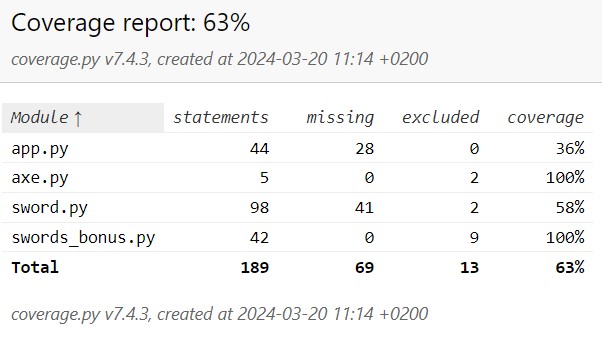 Coverage report: 63%
coverage.py v7.4.3, created at 2024-03-20 11:14 +0200
Module ↑ statements missing excluded coverage
app.py 44 28 0 36%
axe.py 5 0 2 100%
sword.py 98 41 2 58%
swords_bonus.py 42 0 9 100%
Total 189 69 13 63%
coverage.py v7.4.3, created at 2024-03-20 11:14 +0200